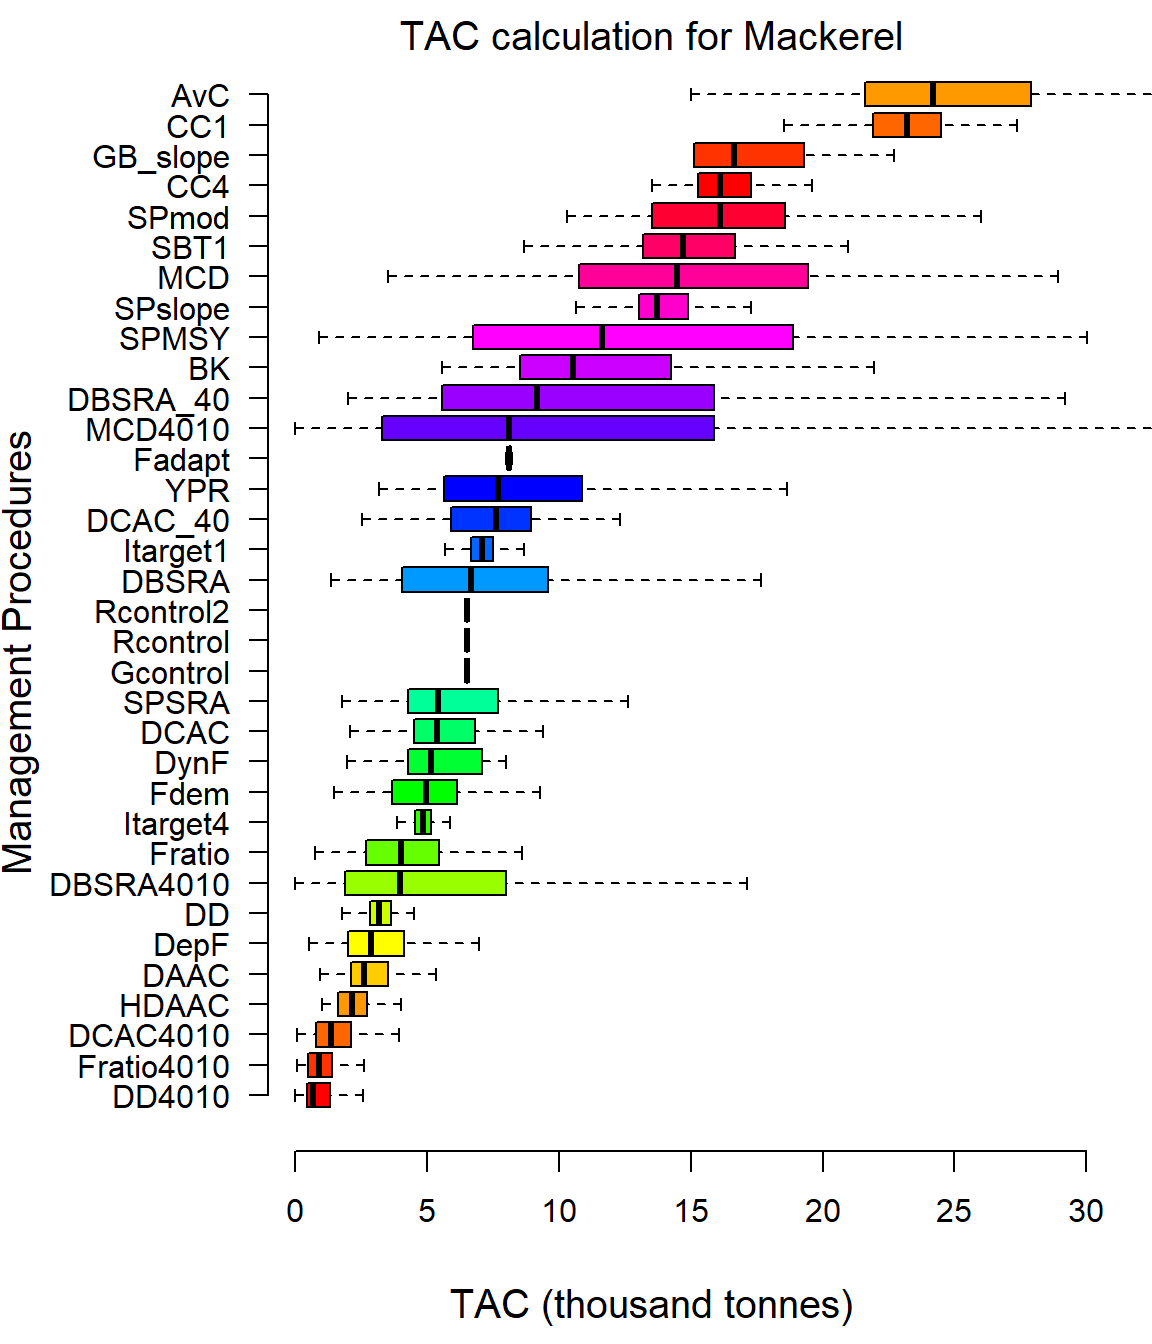 TAC calculation for Mackerel
AvC
CC1
GB_slope
CC4
SPmod
SBT1
MCD
SPslope
SPMSY
BK
DBSRA_40
MCD4010
Fadapt
YPR
DCAC_40
Itarget1
DBSRA
Rcontrol2
Rcontrol
Gcontrol
SPSRA
DCAC
DynF
Fdem
Itarget4
Fratio
DBSRA4010
DD
DepF
DAAC
HDAAC
DCAC4010
Fratio4010
DD4010
Management Procedures
0 5 10 15 20 25 30
TAC (thousand tonnes)